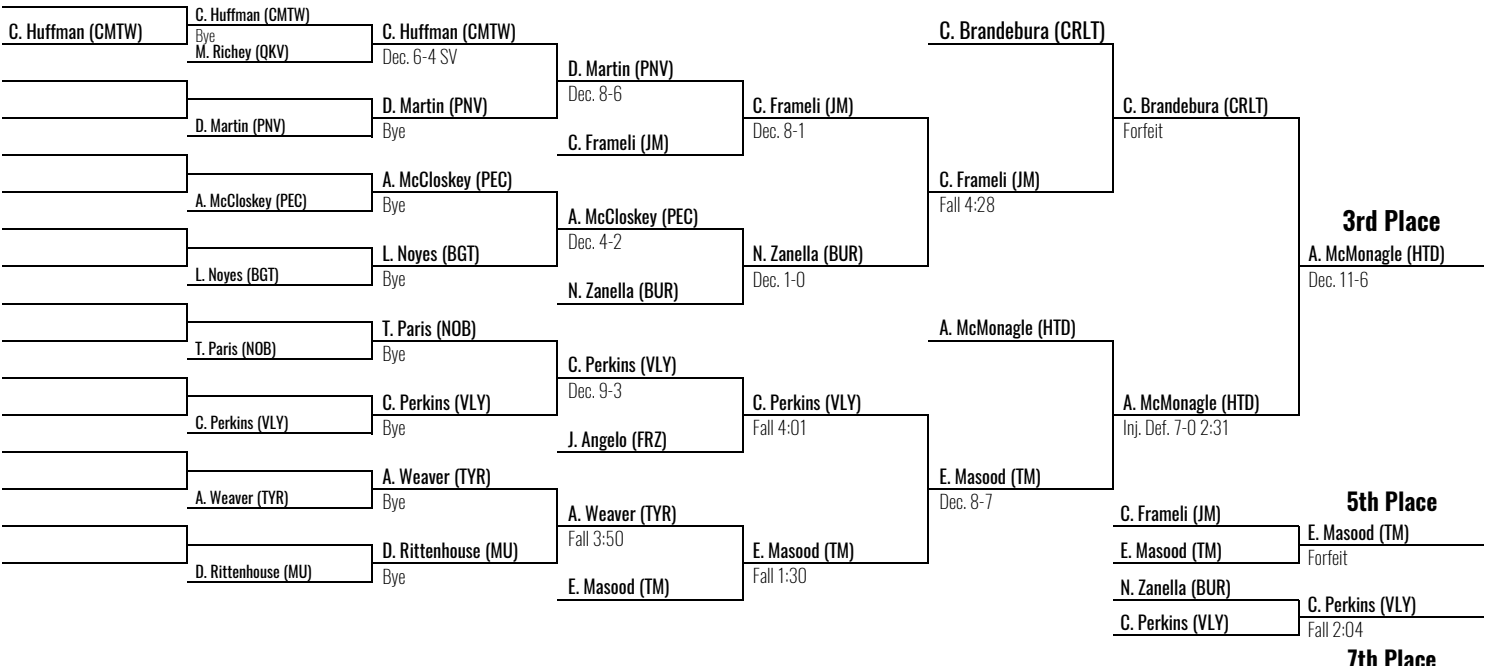 C. Huffman (CMTW)
C. Huffman (CMTW)
Bye
M. Richey (QKV)
D. Martin (PNV)
A. McCloskey (PEC)
L. Noyes (BGT)
T. Paris (NOB)
C. Perkins (VLY)
A. Weaver (TYR)
D. Rittenhouse (MU)
C. Huffman (CMTW)
Dec. 6-4 SV
D. Martin (PNV)
Bye
A. McCloskey (PEC)
Bye
L. Noyes (BGT)
Bye
T. Paris (NOB)
Bye
C. Perkins (VLY)
Bye
A. Weaver (TYR)
Bye
D. Rittenhouse (MU)
Bye
D. Martin (PNV)
Dec. 8-6
C. Frameli (JM)
A. McCloskey (PEC)
Dec. 4-2
N. Zanella (BUR)
C. Perkins (VLY)
Dec. 9-3
J. Angelo (FRZ)
A. Weaver (TYR)
Fall 3:50
E. Masood (TM)
C. Frameli (JM)
Dec. 8-1
N. Zanella (BUR)
Dec. 1-0
C. Perkins (VLY)
Fall 4:01
E. Masood (TM)
Fall 1:30
C. Brandebura (CRLT)
C. Frameli (JM)
Fall 4:28
A. McMonagle (HTD)
E. Masood (TM)
Dec. 8-7
C. Brandebura (CRLT)
Forfeit
A. McMonagle (HTD)
Inj. Def. 7-0 2:31
3rd Place
A. McMonagle (HTD)
Dec. 11-6
5th Place
C. Frameli (JM)
E. Masood (TM)
E. Masood (TM)
Forfeit
N. Zanella (BUR)
C. Perkins (VLY)
C. Perkins (VLY)
Fall 2:04
7th Place